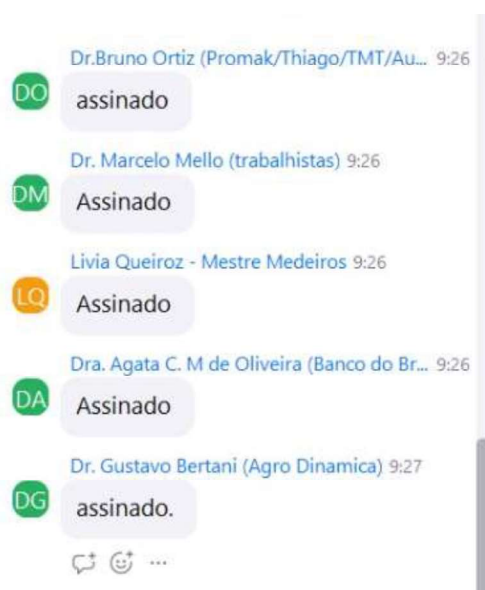 Dr.Bruno Ortiz (Promak/Thiago/TMT/Au... 9:26
DO
assinado
Dr. Marcelo Mello (trabalhistas) 9:26
DM
Assinado
Livia Queiroz - Mestre Medeiros 9:26
LQ
Assinado
Dra. Agata C. M de Oliveira (Banco do Br... 9:26
DA
Assinado
Dr. Gustavo Bertani (Agro Dinamica) 9:27
DG
assinado.